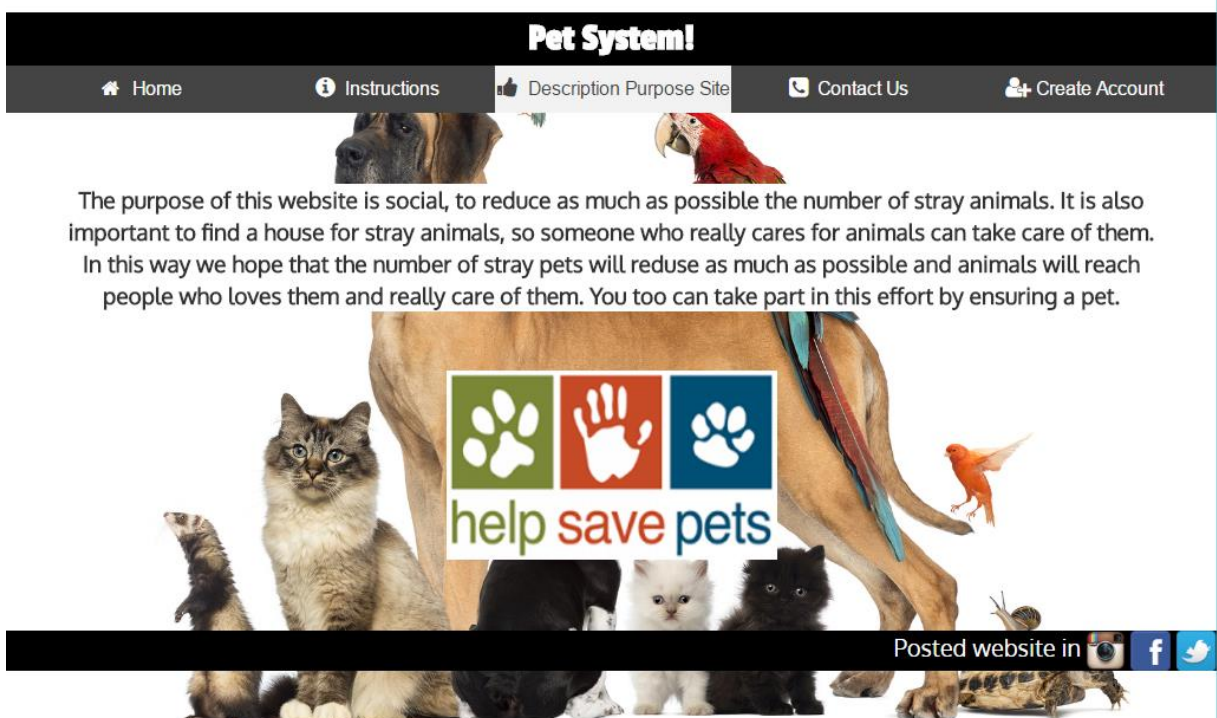 Pet System!
Home
Instructions
Description Purpose Site
Contact Us
Create Account
The purpose of this website is social, to reduce as much as possible the number of stray animals. It is also
important to find a house for stray animals, so someone who really cares for animals can take care of them.
In this way we hope that the number of stray pets will reduse as much as possible and animals will reach
people who loves them and really care of them. You too can take part in this effort by ensuring a pet.
help save pets
Posted website in